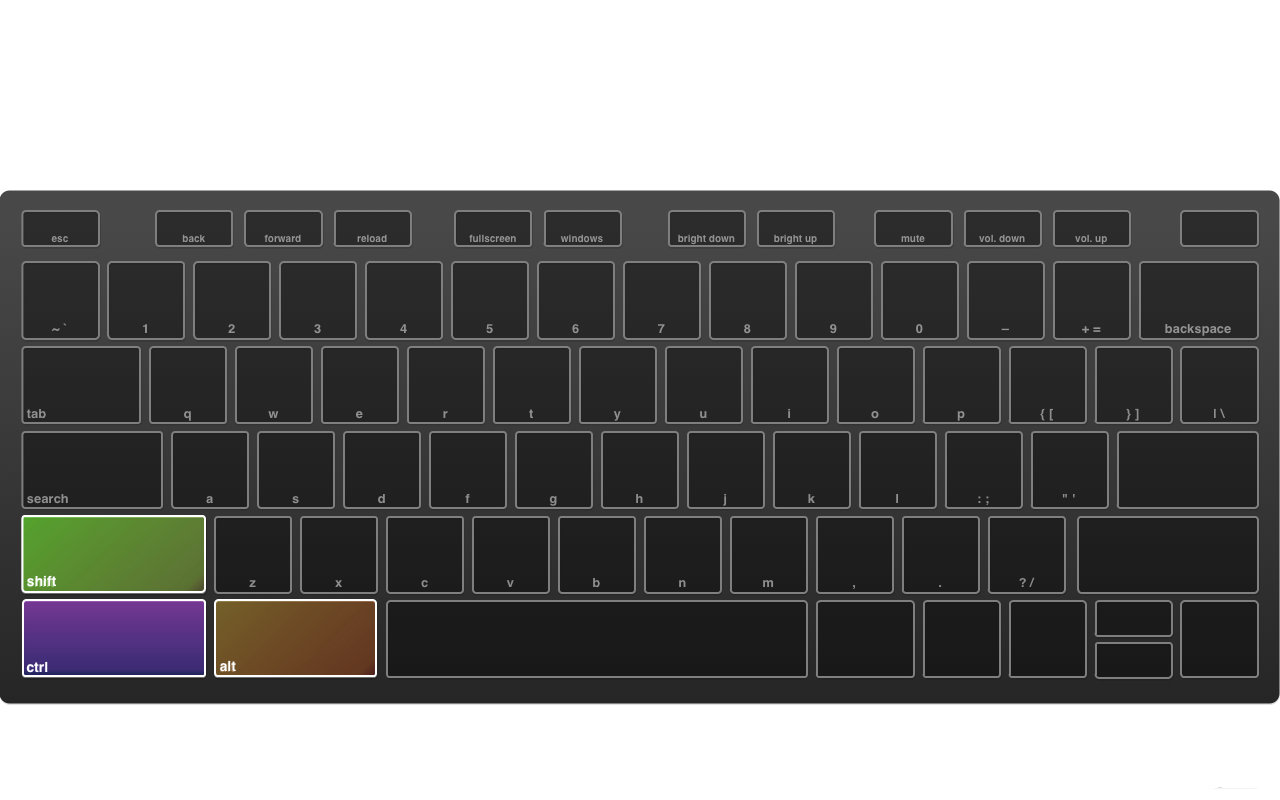 esc back forward reload fullscreen windows bright down bright up mute vol. down vol. up
~ ` 1 2 3 4 5 6 7 8 9 0 – + = backspace
tab q w e r t y u i o p { [ } ] I \
search a s d f g h j k l : ; " '
shift z x c v b n m , . ? /
ctrl alt